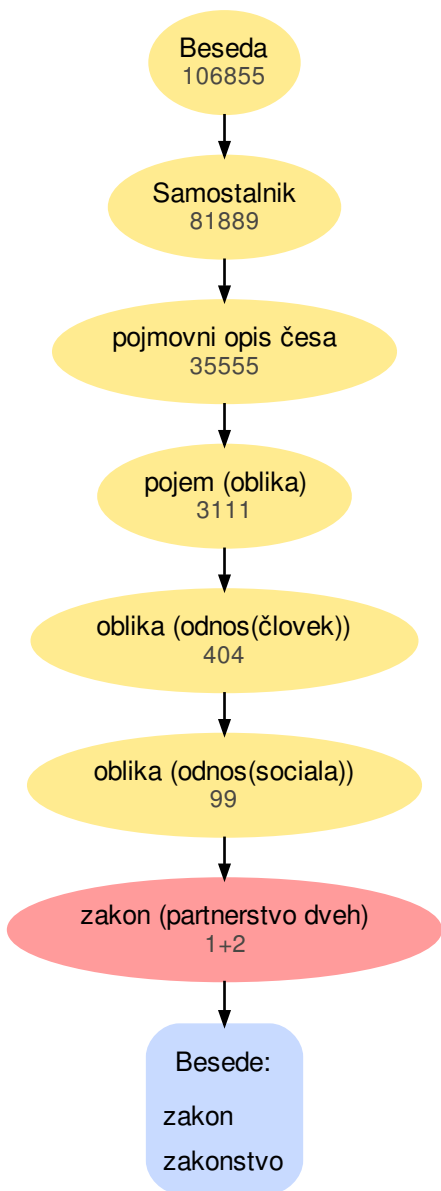 Beseda
106855
Samostalnik
81889
pojmovni opis česa
35555
pojem (oblika)
3111
oblika (odnos(človek))
404
oblika (odnos(sociala))
99
zakon (partnerstvo dveh)
1+2
Besede:
zakon
zakonstvo